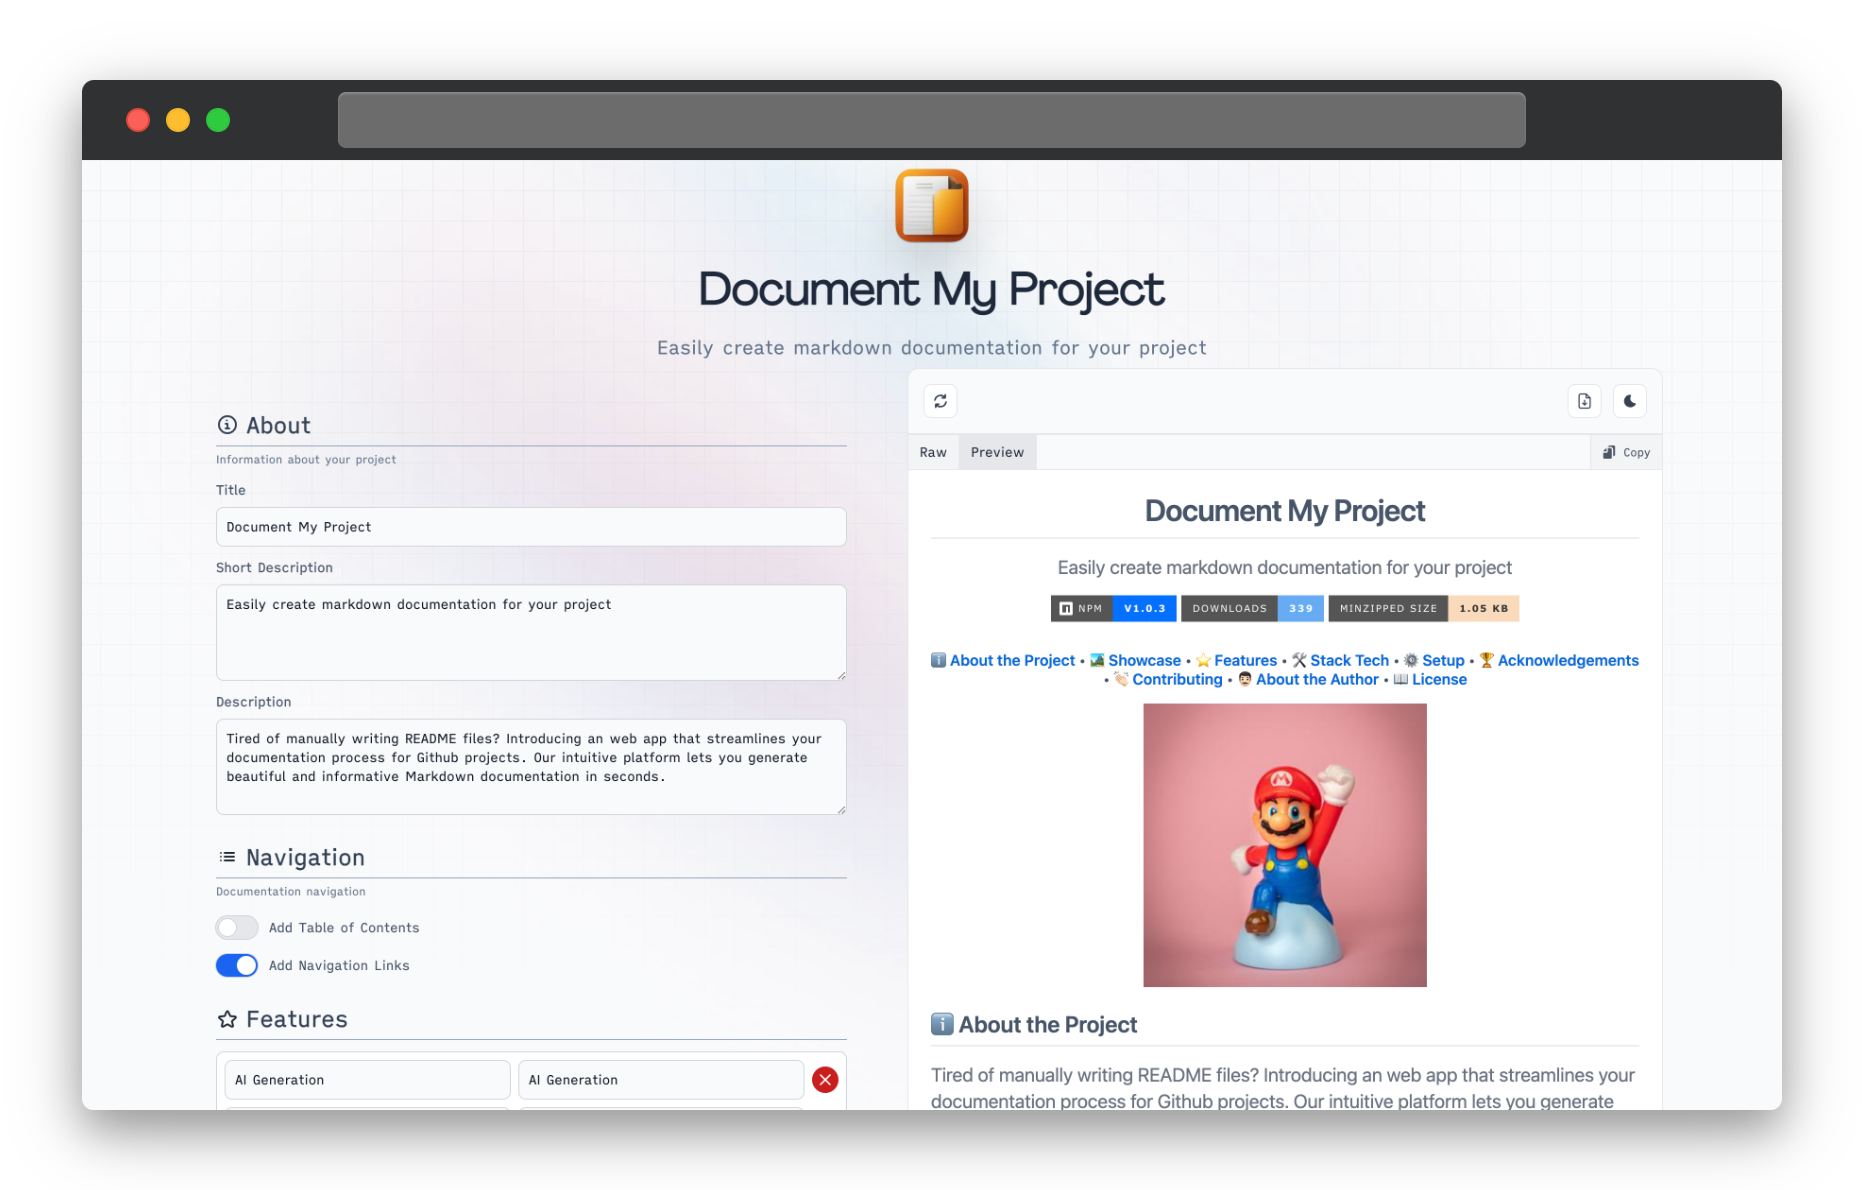 Document My Project
Easily create markdown documentation for your project
About
Information about your project
Title
Document My Project
Short Description
Easily create markdown documentation for your project
Description
Tired of manually writing README files? Introducing an web app that streamlines your
documentation process for Github projects. Our intuitive platform lets you generate
beautiful and informative Markdown documentation in seconds.
Navigation
Documentation navigation
Add Table of Contents
Add Navigation Links
Features
AI Generation AI Generation
Raw Preview Copy
Document My Project
Easily create markdown documentation for your project
NPM V1.0.3 DOWNLOADS 339 MINZIPPED SIZE 1.05 KB
ℹ️ About the Project • 🏞️ Showcase • ⭐ Features • 🛠️ Stack Tech • ⚙️ Setup • 🏆 Acknowledgements
• 👏🏻 Contributing • 👨🏻 About the Author • 📖 License
M
ℹ️ About the Project
Tired of manually writing README files? Introducing an web app that streamlines your
documentation process for Github projects. Our intuitive platform lets you generate